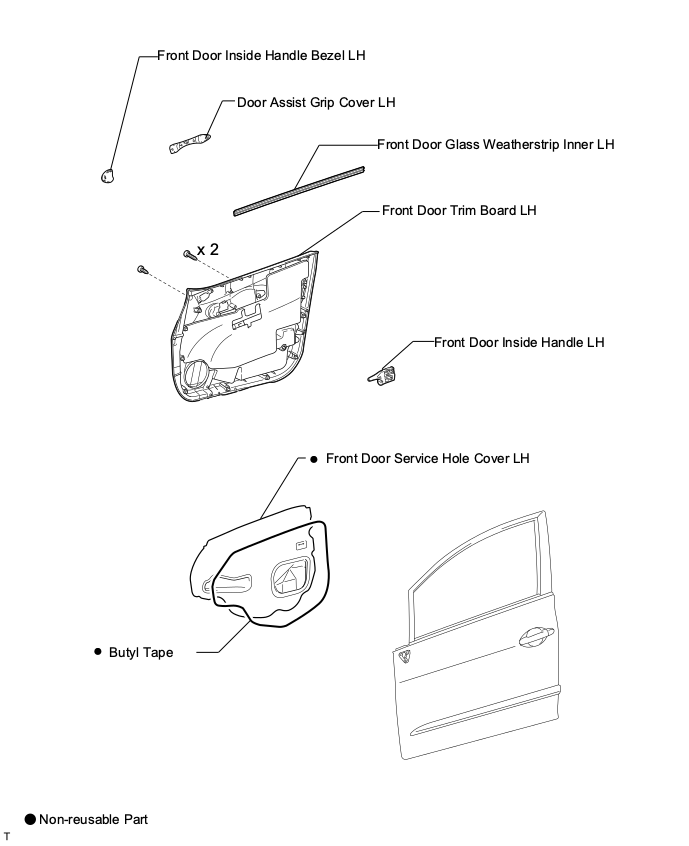 Front Door Inside Handle Bezel LH
Door Assist Grip Cover LH
Front Door Glass Weatherstrip Inner LH
Front Door Trim Board LH
x 2
Front Door Inside Handle LH
● Front Door Service Hole Cover LH
● Butyl Tape
● Non-reusable Part
T